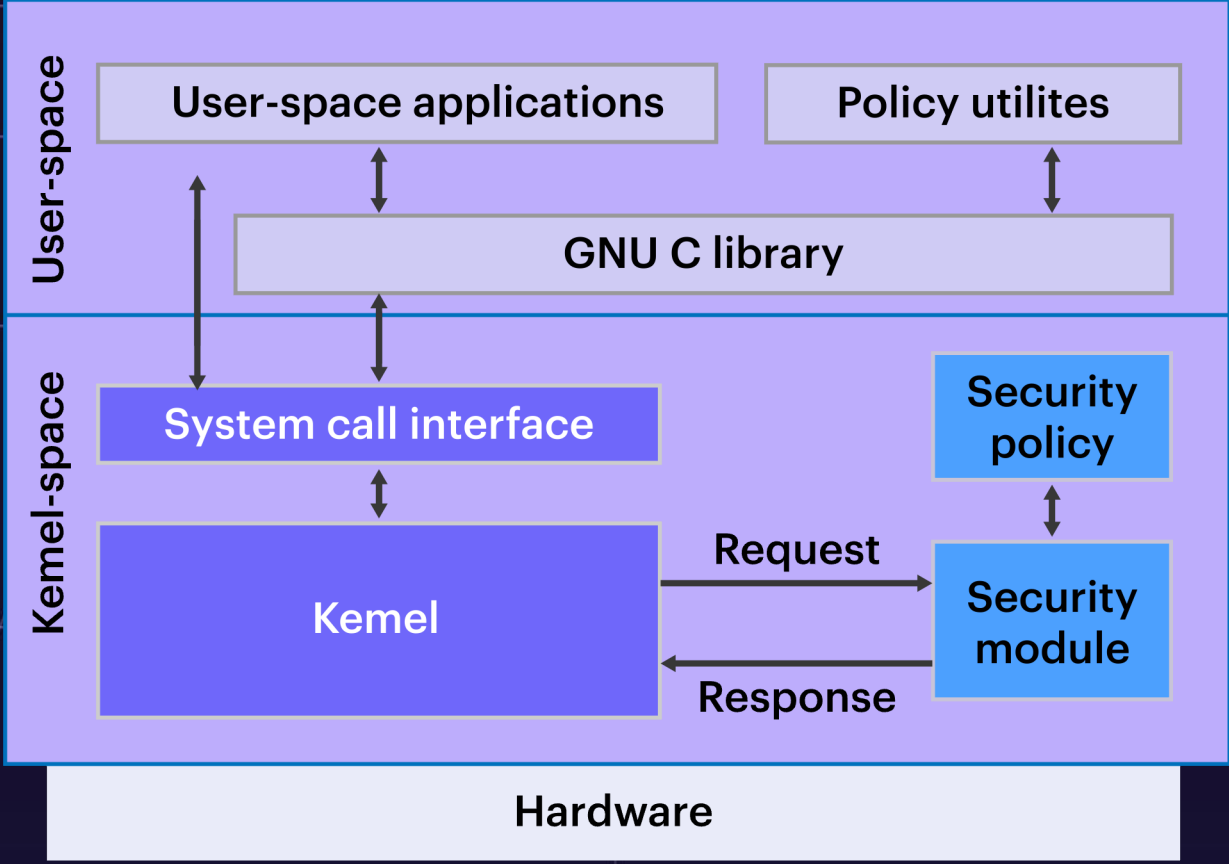 User-space
User-space applications
Policy utilites
GNU C library
Kemel-space
System call interface
Security
policy
Kemel
Request
Response
Security
module
Hardware